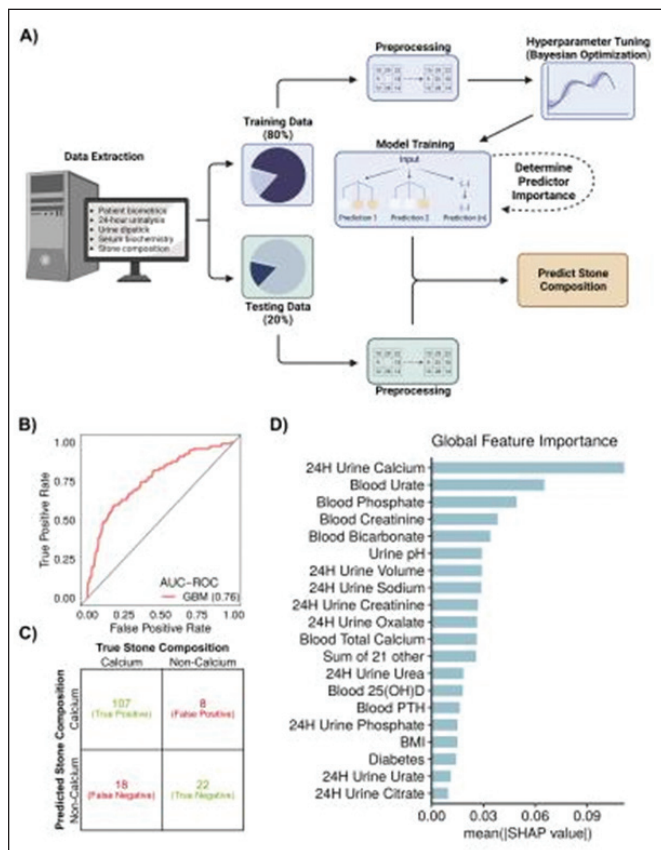 A)
Data Extraction
• Patient biometrics
• 24-hour urinalysis
• Urine dipstick
• Serum biochemistry
• Stone composition
Training Data
(80%)
Testing Data
(20%)
Preprocessing
Hyperparameter Tuning
(Bayesian Optimization)
Model Training
Input
Prediction 1
Prediction 2
Prediction (n)
Determine
Predictor
Importance
Predict Stone
Composition
Preprocessing
B)
1.00
0.75
0.50
0.25
0.00
True Positive Rate
AUC-ROC
GBM (0.76)
0.00 0.25 0.50 0.75 1.00
False Positive Rate
C)
True Stone Composition
Calcium Non-Calcium
Predicted Stone Composition
Calcium
Non-Calcium
107
(True Positive)
8
(False Positive)
18
(False Negative)
22
(True Negative)
D)
Global Feature Importance
24H Urine Calcium
Blood Urate
Blood Phosphate
Blood Creatinine
Blood Bicarbonate
Urine pH
24H Urine Volume
24H Urine Sodium
24H Urine Creatinine
24H Urine Oxalate
Blood Total Calcium
Sum of 21 other
24H Urine Urea
Blood 25(OH)D
Blood PTH
24H Urine Phosphate
BMI
Diabetes
24H Urine Urate
24H Urine Citrate
0.00 0.03 0.06 0.09
mean(|SHAP value|)